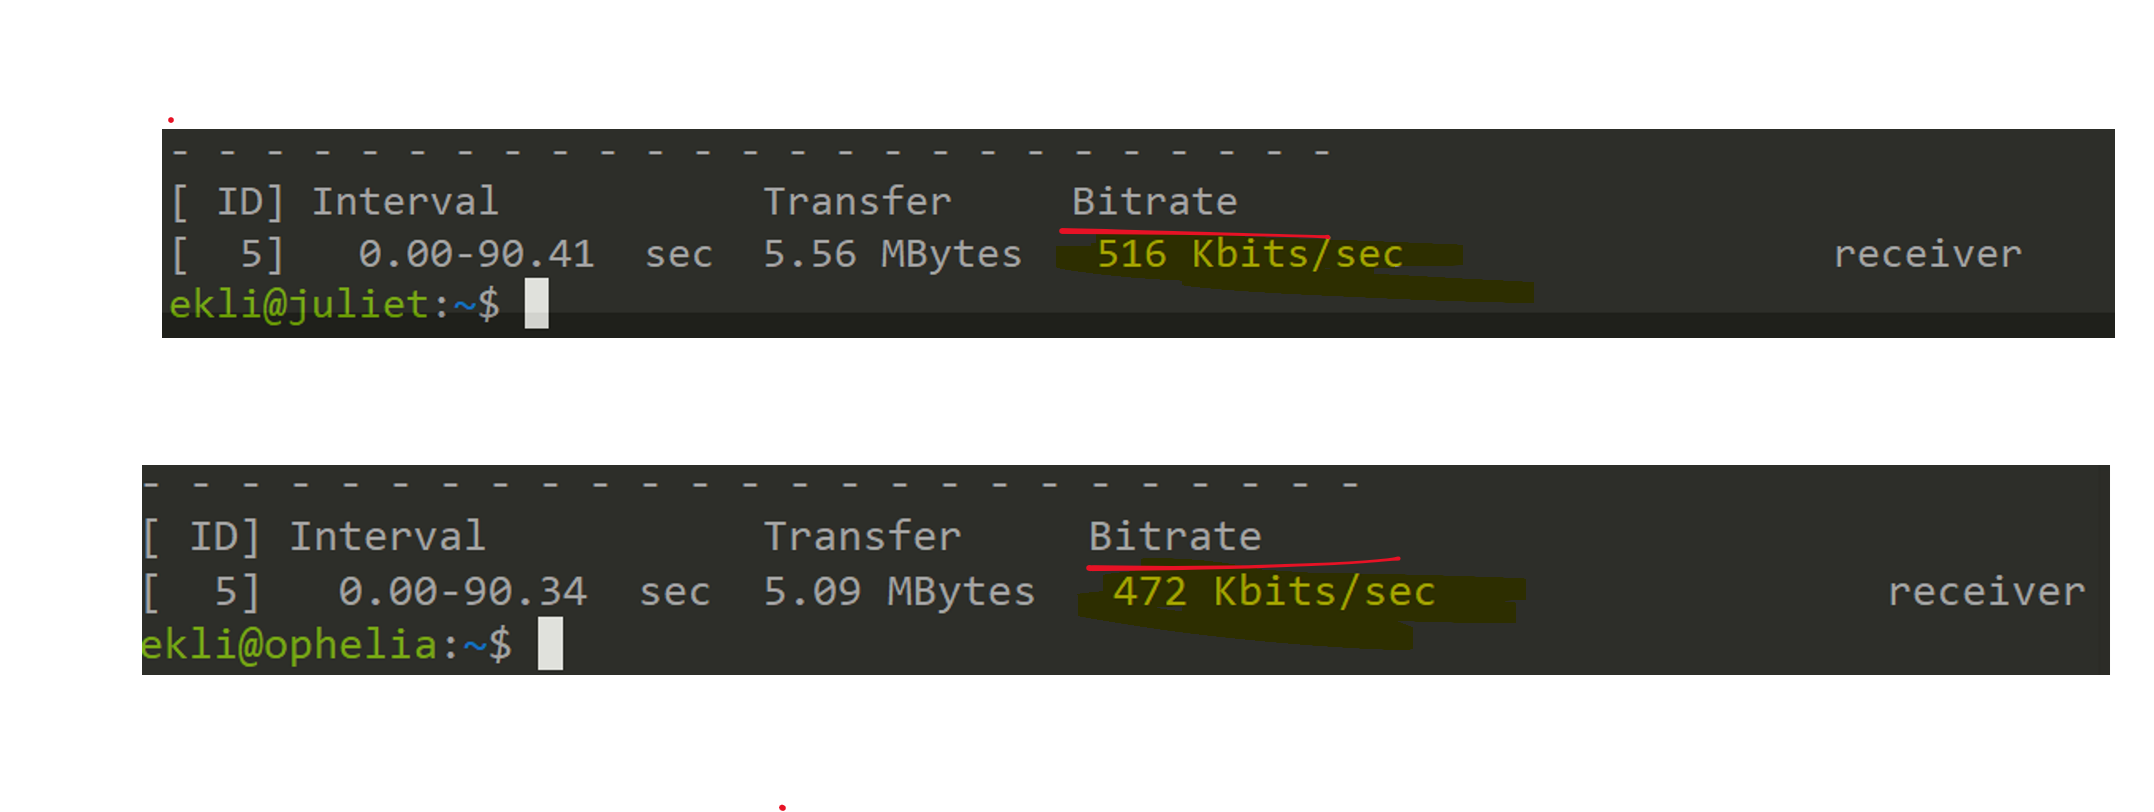 - - - - - - - - - - - - - - - - - - - - - - - - -
[ ID] Interval           Transfer     Bitrate
[  5]   0.00-90.41  sec  5.56 MBytes   516 Kbits/sec                  receiver
ekli@juliet:~$
- - - - - - - - - - - - - - - - - - - - - - - - -
[ ID] Interval           Transfer     Bitrate
[  5]   0.00-90.34  sec  5.09 MBytes   472 Kbits/sec                  receiver
ekli@ophelia:~$